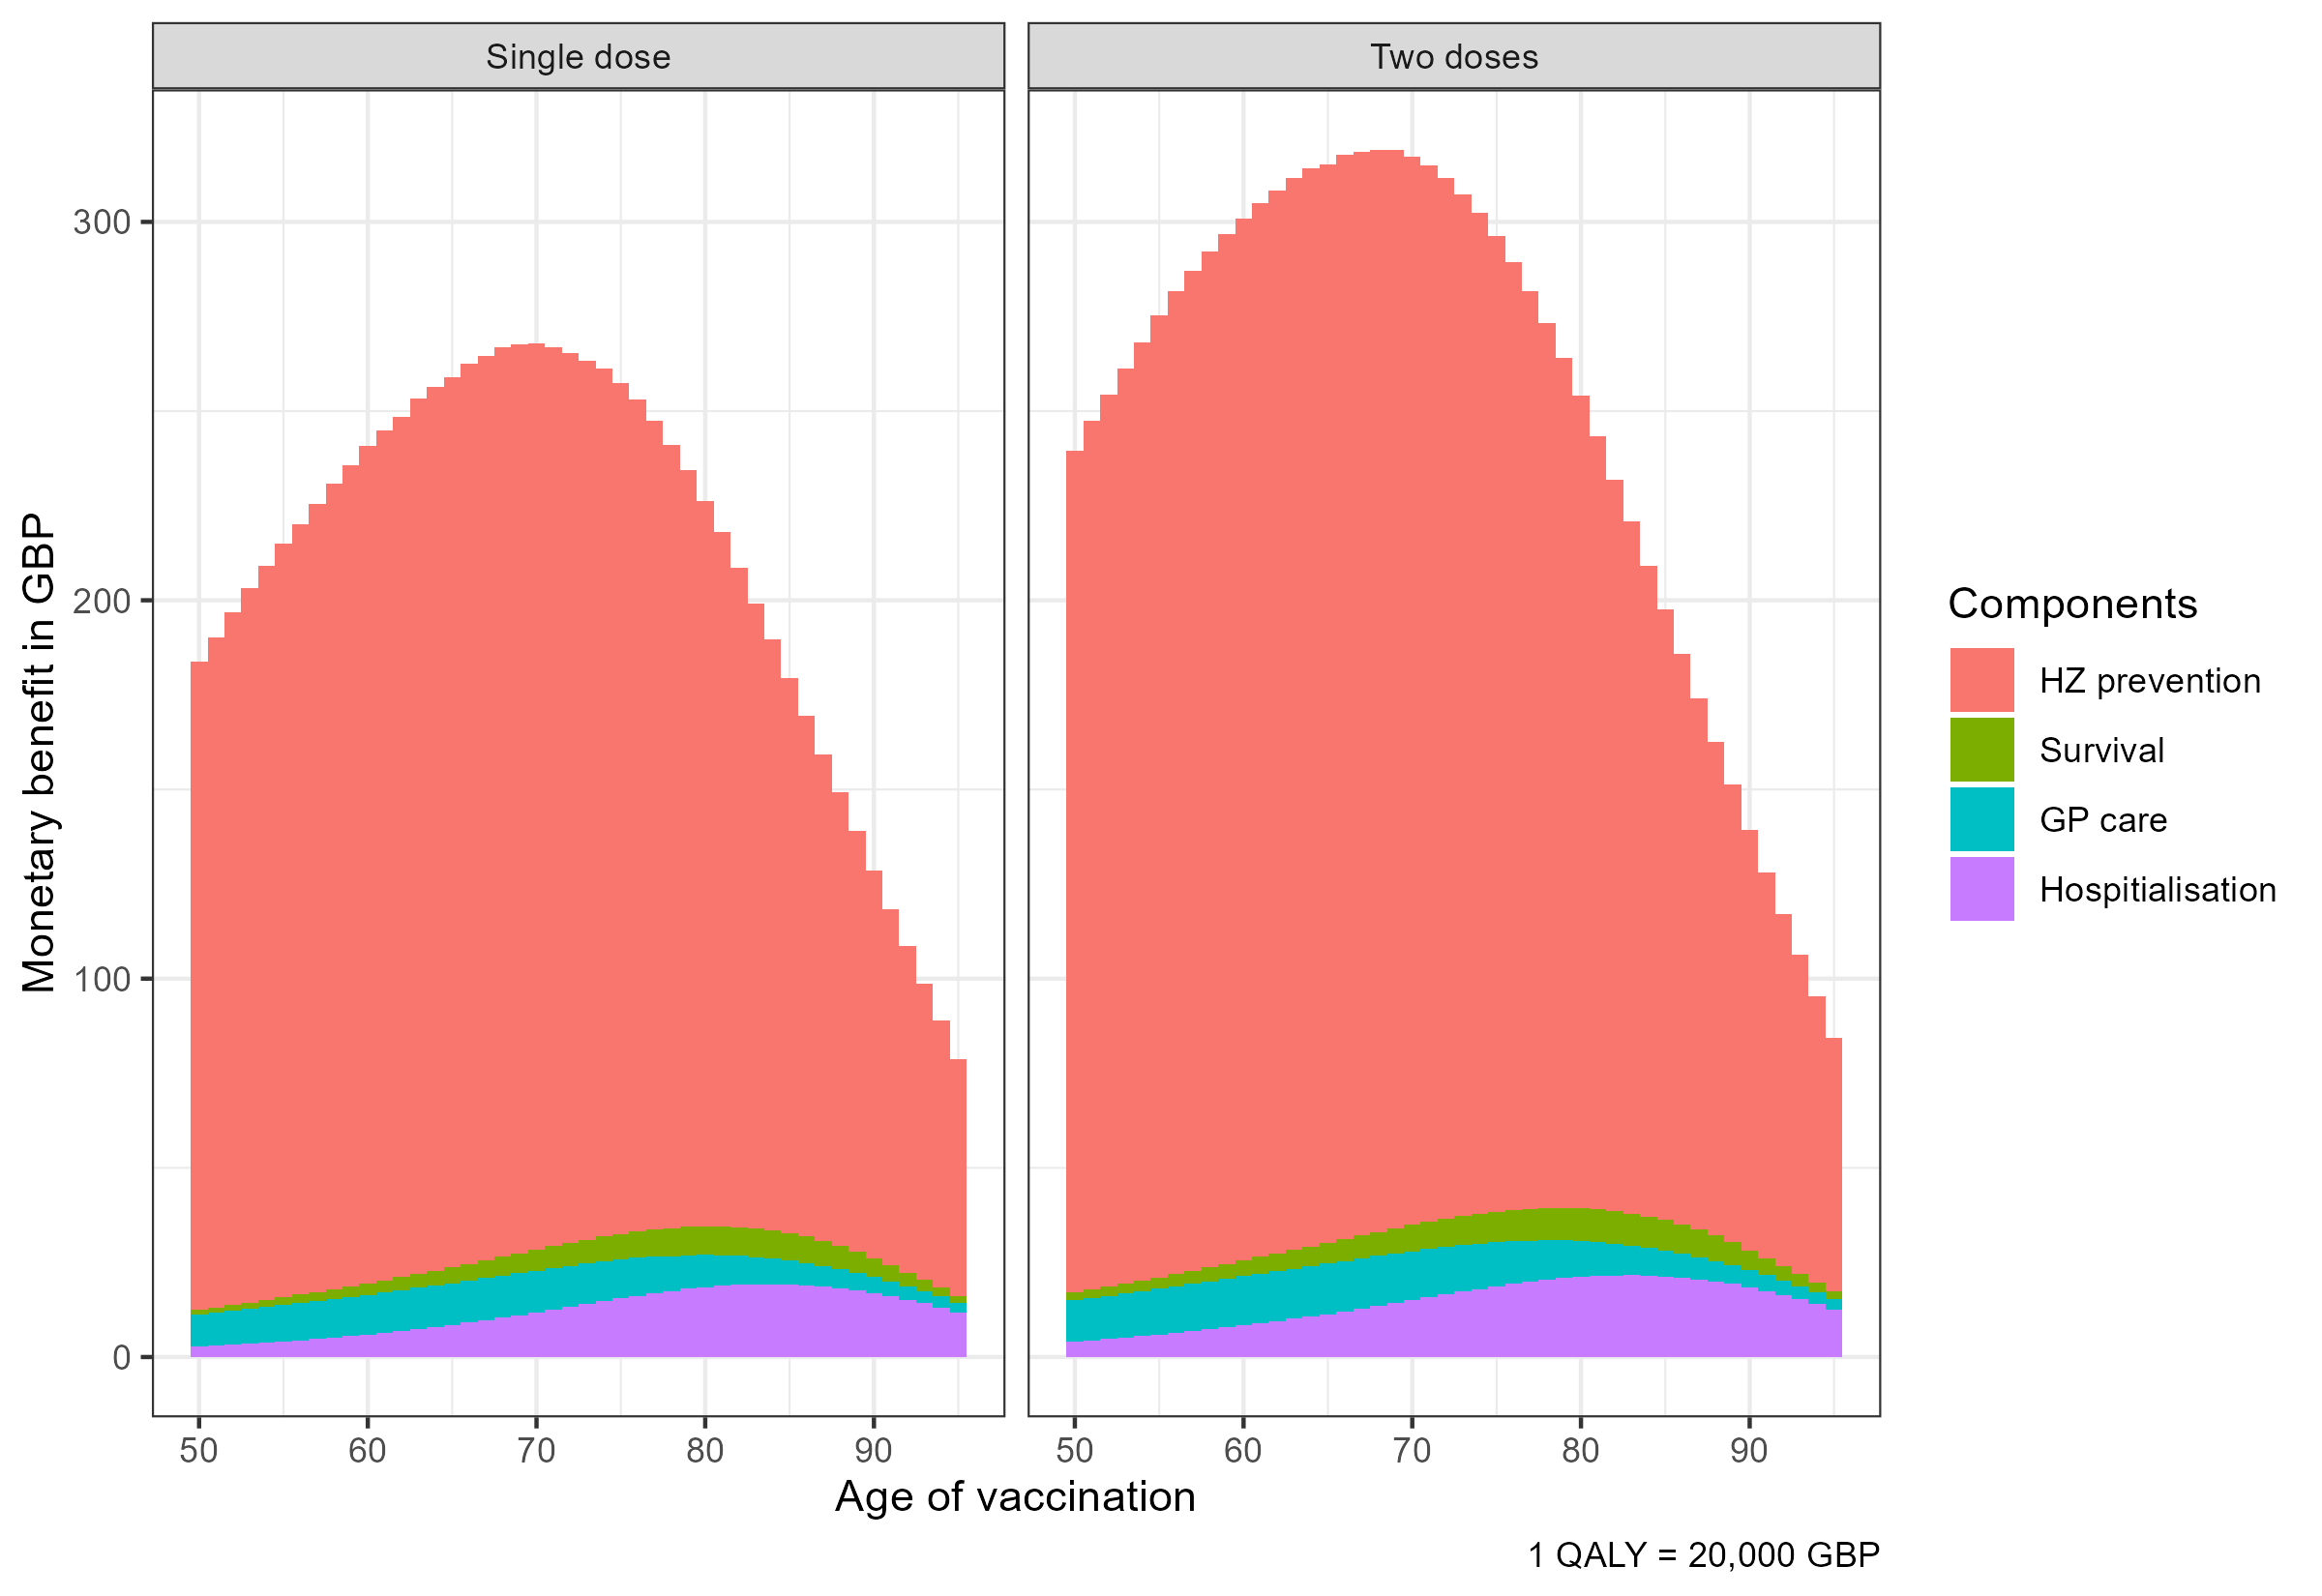 Single dose
Two doses
Monetary benefit in GBP
300
200
100
0
50 60 70 80 90
50 60 70 80 90
Age of vaccination
1 QALY = 20,000 GBP
Components
HZ prevention
Survival
GP care
Hospitialisation